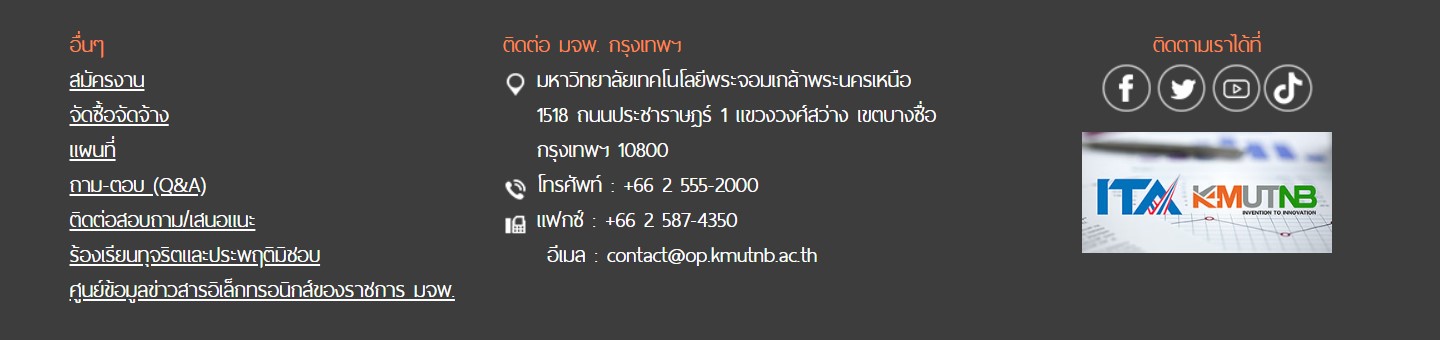 อื่นๆ
สมัครงาน
จัดซื้อจัดจ้าง
แผนที่
ถาม-ตอบ (Q&A)
ติดต่อสอบถาม/เสนอแนะ
ร้องเรียนทุจริตและประพฤติมิชอบ
ศูนย์ข้อมูลข่าวสารอิเล็กทรอนิกส์ของราชการ มจพ.
ติดต่อ มจพ. กรุงเทพฯ
มหาวิทยาลัยเทคโนโลยีพระจอมเกล้าพระนครเหนือ
1518 ถนนประชาราษฎร์ 1 แขวงวงศ์สว่าง เขตบางซื่อ
กรุงเทพฯ 10800
โทรศัพท์ : +66 2 555-2000
แฟกซ์ : +66 2 587-4350
อีเมล : contact@op.kmutnb.ac.th
ติดตามเราได้ที่
ITA KMUTNB
INVENTION TO INNOVATION